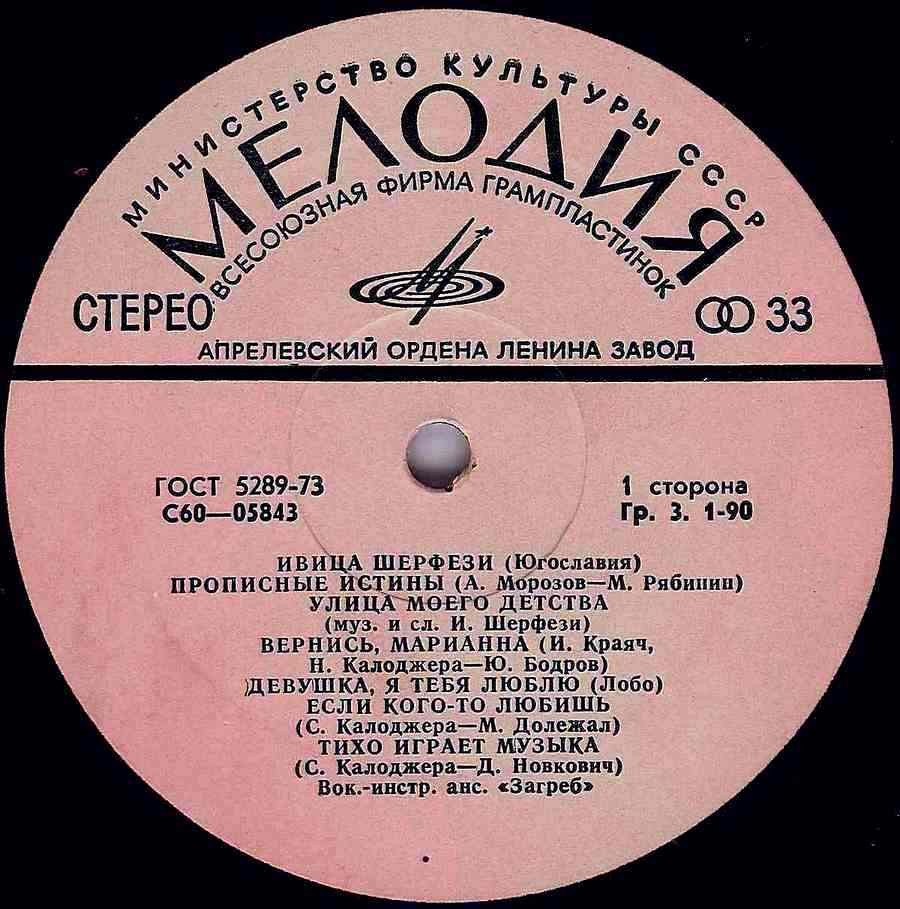 МИНИСТЕРСТВО КУЛЬТУРЫ СССР
МЕЛОДИЯ
ВСЕСОЮЗНАЯ ФИРМА ГРАМПЛАСТИНОК
СТЕРЕО
33
АПРЕЛЕВСКИЙ ОРДЕНА ЛЕНИНА ЗАВОД
ГОСТ 5289-73
С60—05843
1 сторона
Гр. 3. 1-90
ИВИЦА ШЕРФЕЗИ (Югославия)
ПРОПИСНЫЕ ИСТИНЫ (А. Морозов—М. Рябинин)
УЛИЦА МОЕГО ДЕТСТВА
(муз. и сл. И. Шерфези)
ВЕРНИСЬ, МАРИАННА (И. Краяч,
Н. Калоджера—Ю. Бодров)
ДЕВУШКА, Я ТЕБЯ ЛЮБЛЮ (Лобо)
ЕСЛИ КОГО-ТО ЛЮБИШЬ
(С. Калоджера—М. Долежал)
ТИХО ИГРАЕТ МУЗЫКА
(С. Калоджера—Д. Новкович)
Вок.-инстр. анс. «Загреб»